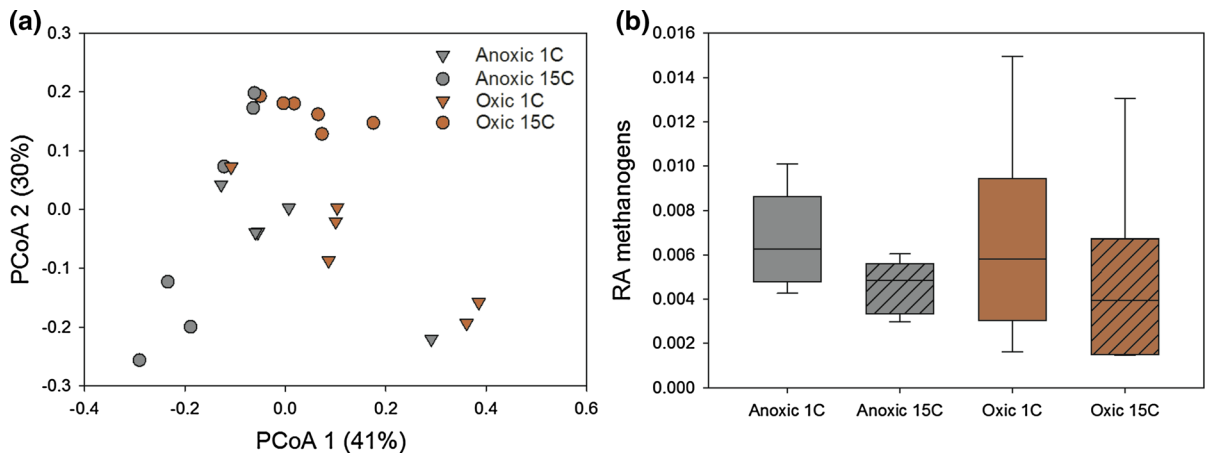 (a)
0.3
0.2
0.1
0.0
-0.1
-0.2
-0.3
PCoA 2 (30%)
-0.4
-0.2
0.0
0.2
0.4
0.6
PCoA 1 (41%)
Anoxic 1C
Anoxic 15C
Oxic 1C
Oxic 15C
(b)
0.016
0.014
0.012
0.010
0.008
0.006
0.004
0.002
0.000
RA methanogens
Anoxic 1C
Anoxic 15C
Oxic 1C
Oxic 15C